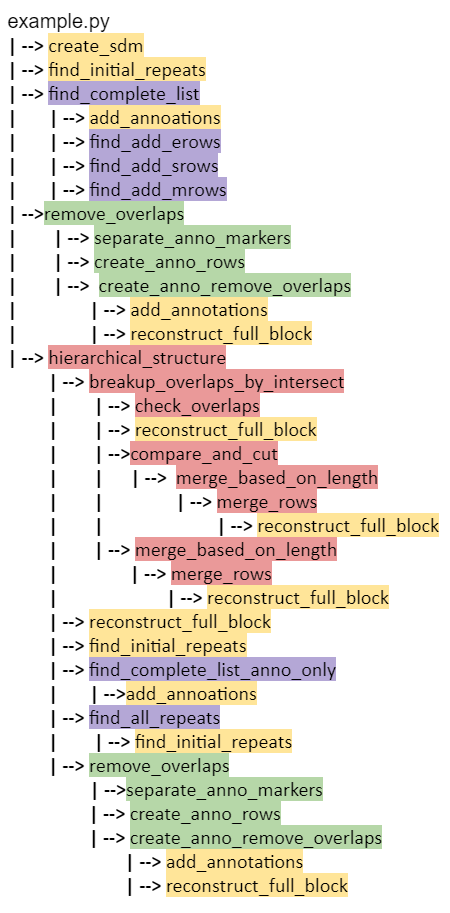 example.py
| --> create_sdm
| --> find_initial_repeats
| --> find_complete_list
| | --> add_annoations
| | --> find_add_erows
| | --> find_add_srows
| | --> find_add_mrows
| -->remove_overlaps
| | --> separate_anno_markers
| | --> create_anno_rows
| | --> create_anno_remove_overlaps
| | --> add_annotations
| | --> reconstruct_full_block
| --> hierarchical_structure
| --> breakup_overlaps_by_intersect
| | --> check_overlaps
| | --> reconstruct_full_block
| | -->compare_and_cut
| | | --> merge_based_on_length
| | | --> merge_rows
| | | --> reconstruct_full_block
| | --> merge_based_on_length
| | --> merge_rows
| | --> reconstruct_full_block
| --> reconstruct_full_block
| --> find_initial_repeats
| --> find_complete_list_anno_only
| | -->add_annoations
| --> find_all_repeats
| | --> find_initial_repeats
| --> remove_overlaps
| -->separate_anno_markers
| --> create_anno_rows
| --> create_anno_remove_overlaps
| --> add_annotations
| --> reconstruct_full_block